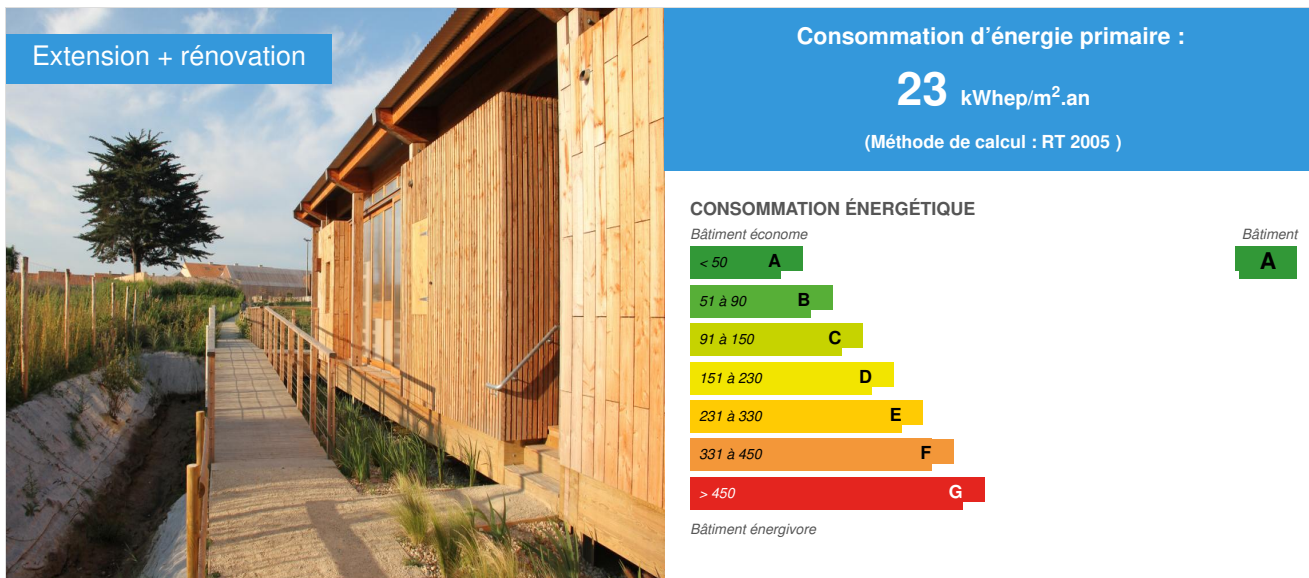 Extension + rénovation
Consommation d'énergie primaire :
23 kWhep/m².an
(Méthode de calcul : RT 2005 )
CONSOMMATION ÉNERGÉTIQUE
Bâtiment économe
Bâtiment
< 50 A
A
51 à 90 B
91 à 150 C
151 à 230 D
231 à 330 E
331 à 450 F
> 450 G
Bâtiment énergivore